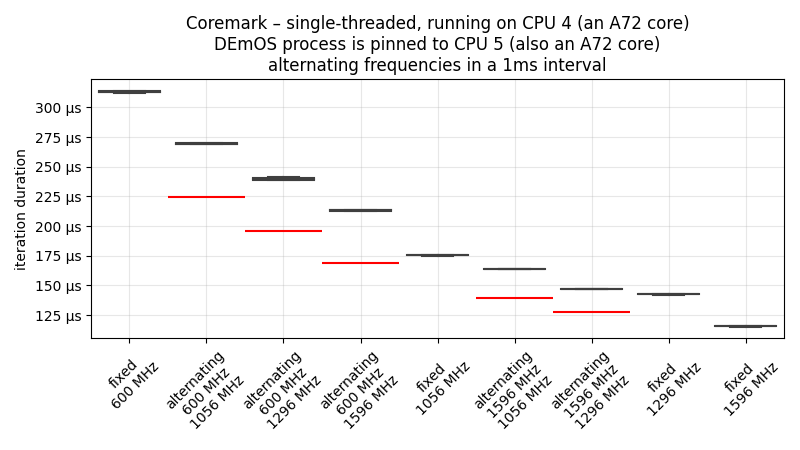 Coremark – single-threaded, running on CPU 4 (an A72 core)
DEmOS process is pinned to CPU 5 (also an A72 core)
alternating frequencies in a 1ms interval
iteration duration
300 µs
275 µs
250 µs
225 µs
200 µs
175 µs
150 µs
125 µs
fixed
600 MHz
alternating
600 MHz
1056 MHz
alternating
600 MHz
1296 MHz
alternating
600 MHz
1596 MHz
fixed
1056 MHz
alternating
1596 MHz
1056 MHz
alternating
1596 MHz
1296 MHz
fixed
1296 MHz
fixed
1596 MHz